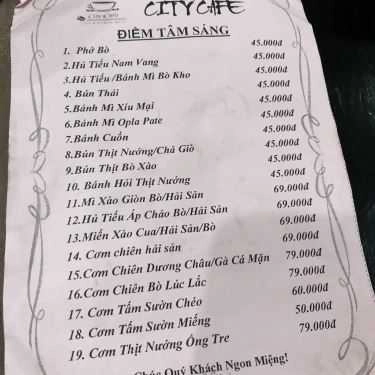 CITY CAFE
ĐIỂM TÂM SÁNG
1. Phở Bò 45.000đ
2.Hủ Tiếu Nam Vang 45.000đ
3.Hủ Tiếu /Bánh Mì Bò Kho 45.000đ
4. Bún Thái 45.000đ
5.Bánh Mì Xíu Mại 45.000đ
6.Bánh Mì Opla Pate 45.000đ
7.Bánh Cuốn 45.000đ
8.Bún Thịt Nướng/Chả Giò 45.000đ
9.Bún Thịt Bò Xào 45.000đ
10. Bánh Hỏi Thịt Nướng 45.000đ
11.Mì Xào Giòn Bò/Hải Sản 69.000đ
12.Hủ Tiếu Áp Chảo Bò/Hải Sản 69.000đ
13.Miến Xào Cua/Hải Sản/Bò 69.000đ
14. Cơm chiên hải sản 69.000đ
15.Cơm Chiên Dương Châu/Gà Cá Mặn 79.000đ
16.Cơm Chiên Bò Lúc Lắc 79.000đ
17. Cơm Tấm Sườn Chéo 60.000đ
18. Cơm Tấm Sườn Miếng 50.000đ
19. Cơm Thịt Nướng Ống Tre 79.000đ
Chúc Quý Khách Ngon Miệng!